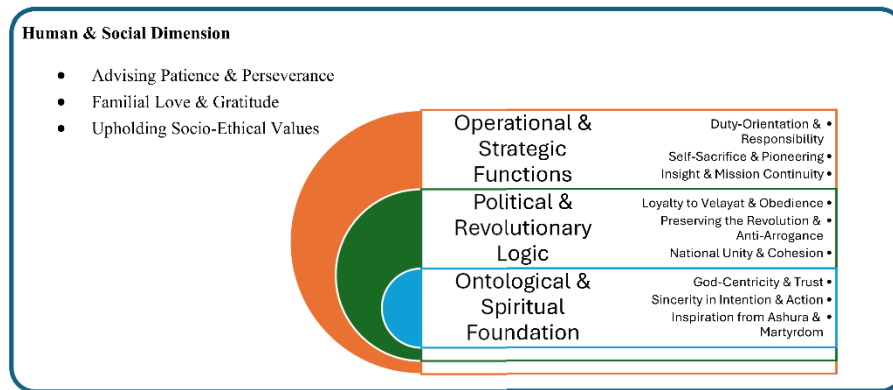 Human & Social Dimension
• Advising Patience & Perseverance
• Familial Love & Gratitude
• Upholding Socio-Ethical Values
Operational &
Strategic
Functions
Duty-Orientation & •
Responsibility
Self-Sacrifice & Pioneering •
Insight & Mission Continuity •
Political &
Revolutionary
Logic
Loyalty to Velayat & Obedience •
Preserving the Revolution & •
Anti-Arrogance
National Unity & Cohesion •
Ontological &
Spiritual
Foundation
God-Centricity & Trust •
Sincerity in Intention & Action •
Inspiration from Ashura & •
Martyrdom